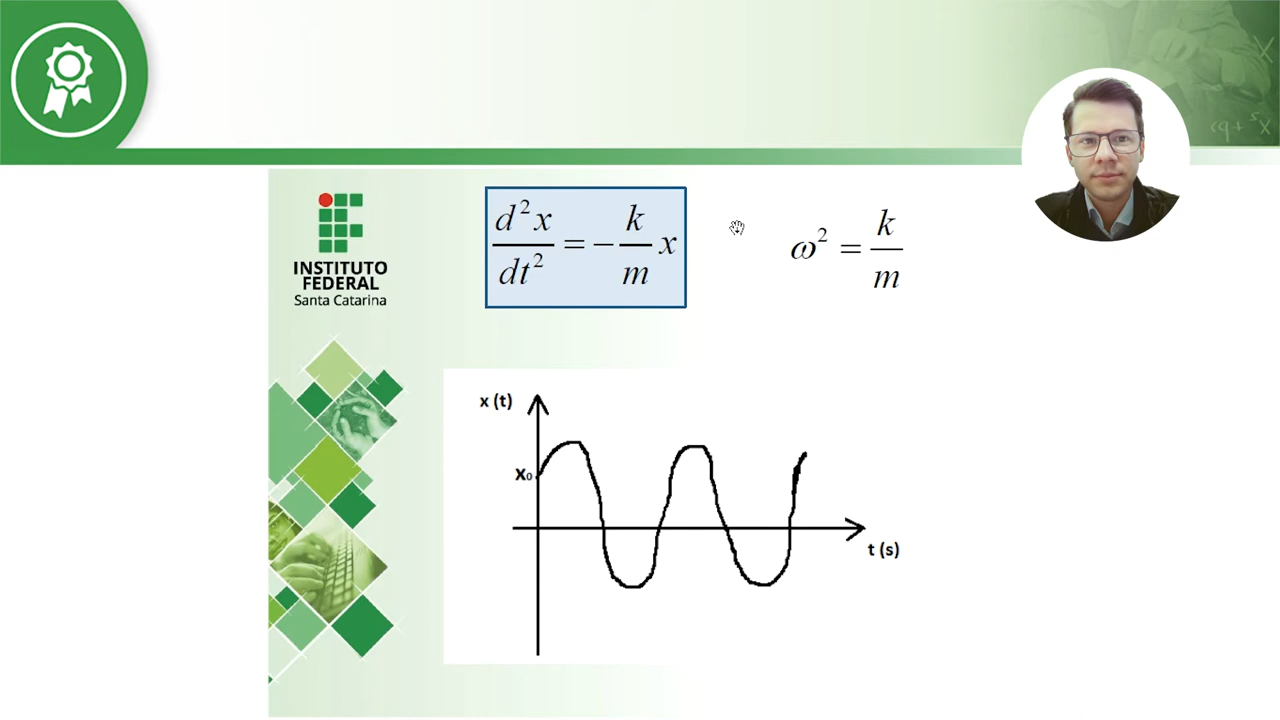 INSTITUTO
FEDERAL
Santa Catarina
d²x/dt² = −k/m x
ω² = k/m
x (t)
x₀
t (s)